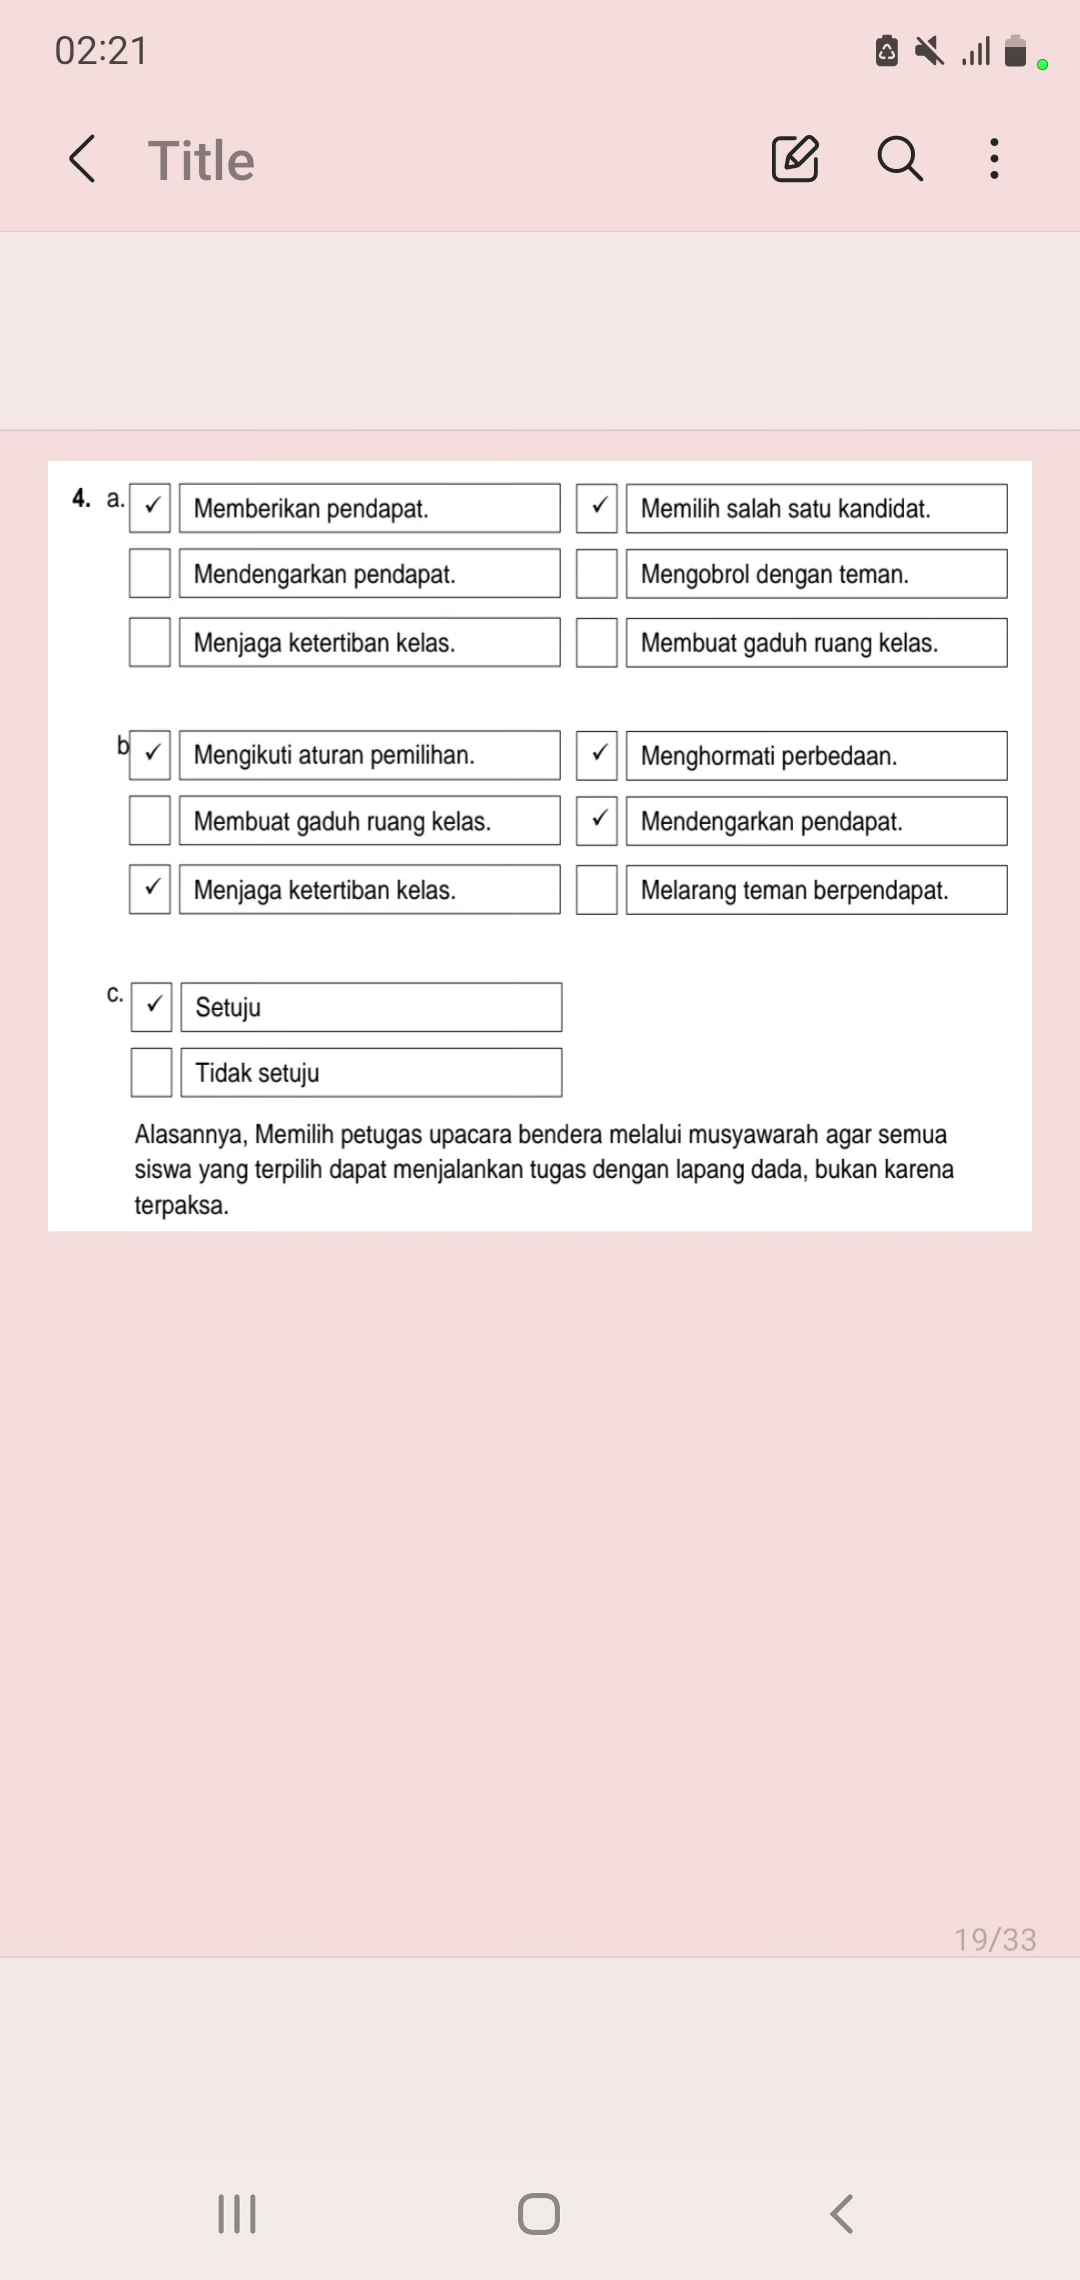 02:21
Title
4. a. ✓ Memberikan pendapat. ✓ Memilih salah satu kandidat.
Mendengarkan pendapat. Mengobrol dengan teman.
Menjaga ketertiban kelas. Membuat gaduh ruang kelas.
b ✓ Mengikuti aturan pemilihan. ✓ Menghormati perbedaan.
Membuat gaduh ruang kelas. ✓ Mendengarkan pendapat.
✓ Menjaga ketertiban kelas. Melarang teman berpendapat.
c. ✓ Setuju
Tidak setuju
Alasannya, Memilih petugas upacara bendera melalui musyawarah agar semua
siswa yang terpilih dapat menjalankan tugas dengan lapang dada, bukan karena
terpaksa.
19/33